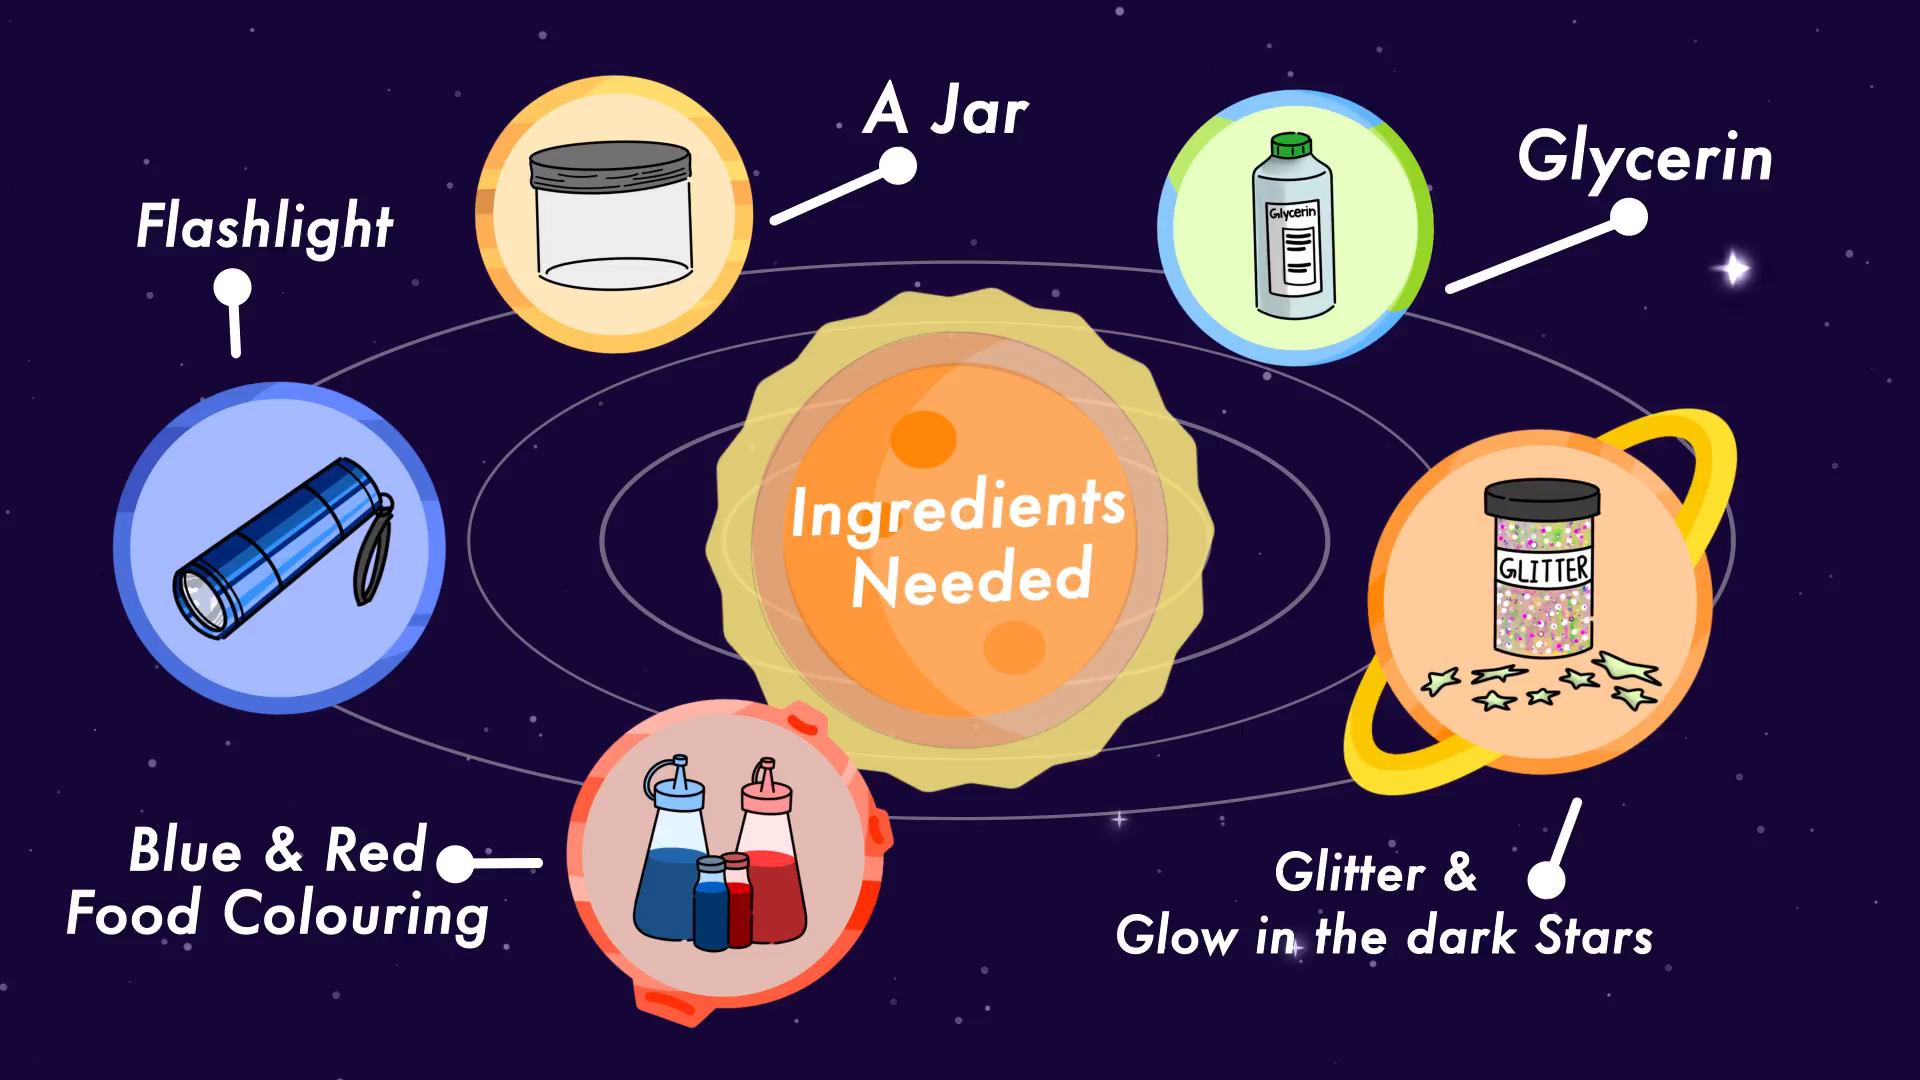 A Jar
Glycerin
Glycerin
Flashlight
Ingredients
Needed
GLITTER
Blue & Red
Food Colouring
Glitter &
Glow in the dark Stars